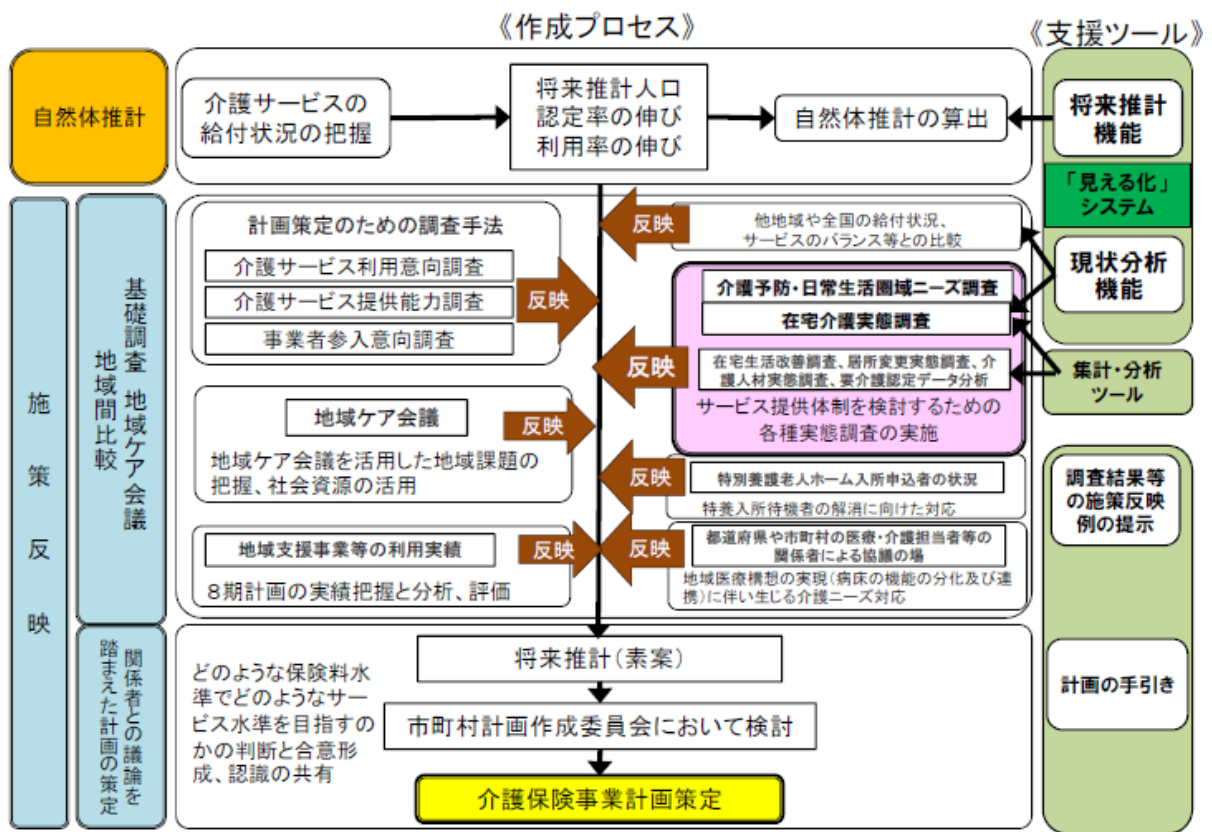 《作成プロセス》
《支援ツール》
自然体推計
介護サービスの
給付状況の把握
将来推計人口
認定率の伸び
利用率の伸び
自然体推計の算出
将来推計
機能
「見える化」
システム
現状分析
機能
集計・分析
ツール
調査結果等
の施策反映
例の提示
計画の手引き
施策反映
基礎調査 地域ケア会議
地域間比較
計画策定のための調査手法
介護サービス利用意向調査
介護サービス提供能力調査
事業者参入意向調査
反映
反映
他地域や全国の給付状況、
サービスのバランス等との比較
介護予防・日常生活圏域ニーズ調査
在宅介護実態調査
反映
在宅生活改善調査、居所変更実態調査、介
護人材実態調査、要介護認定データ分析
サービス提供体制を検討するための
各種実態調査の実施
地域ケア会議
反映
地域ケア会議を活用した地域課題の
把握、社会資源の活用
反映
特別養護老人ホーム入所申込者の状況
特養入所待機者の解消に向けた対応
地域支援事業等の利用実績
反映
8期計画の実績把握と分析、評価
反映
都道府県や市町村の医療・介護担当者等の
関係者による協議の場
地域医療構想の実現(病床の機能の分化及び連
携)に伴い生じる介護ニーズ対応
関係者との議論を
踏まえた計画の策定
どのような保険料水
準でどのようなサー
ビス水準を目指すの
かの判断と合意形
成、認識の共有
将来推計(素案)
市町村計画作成委員会において検討
介護保険事業計画策定